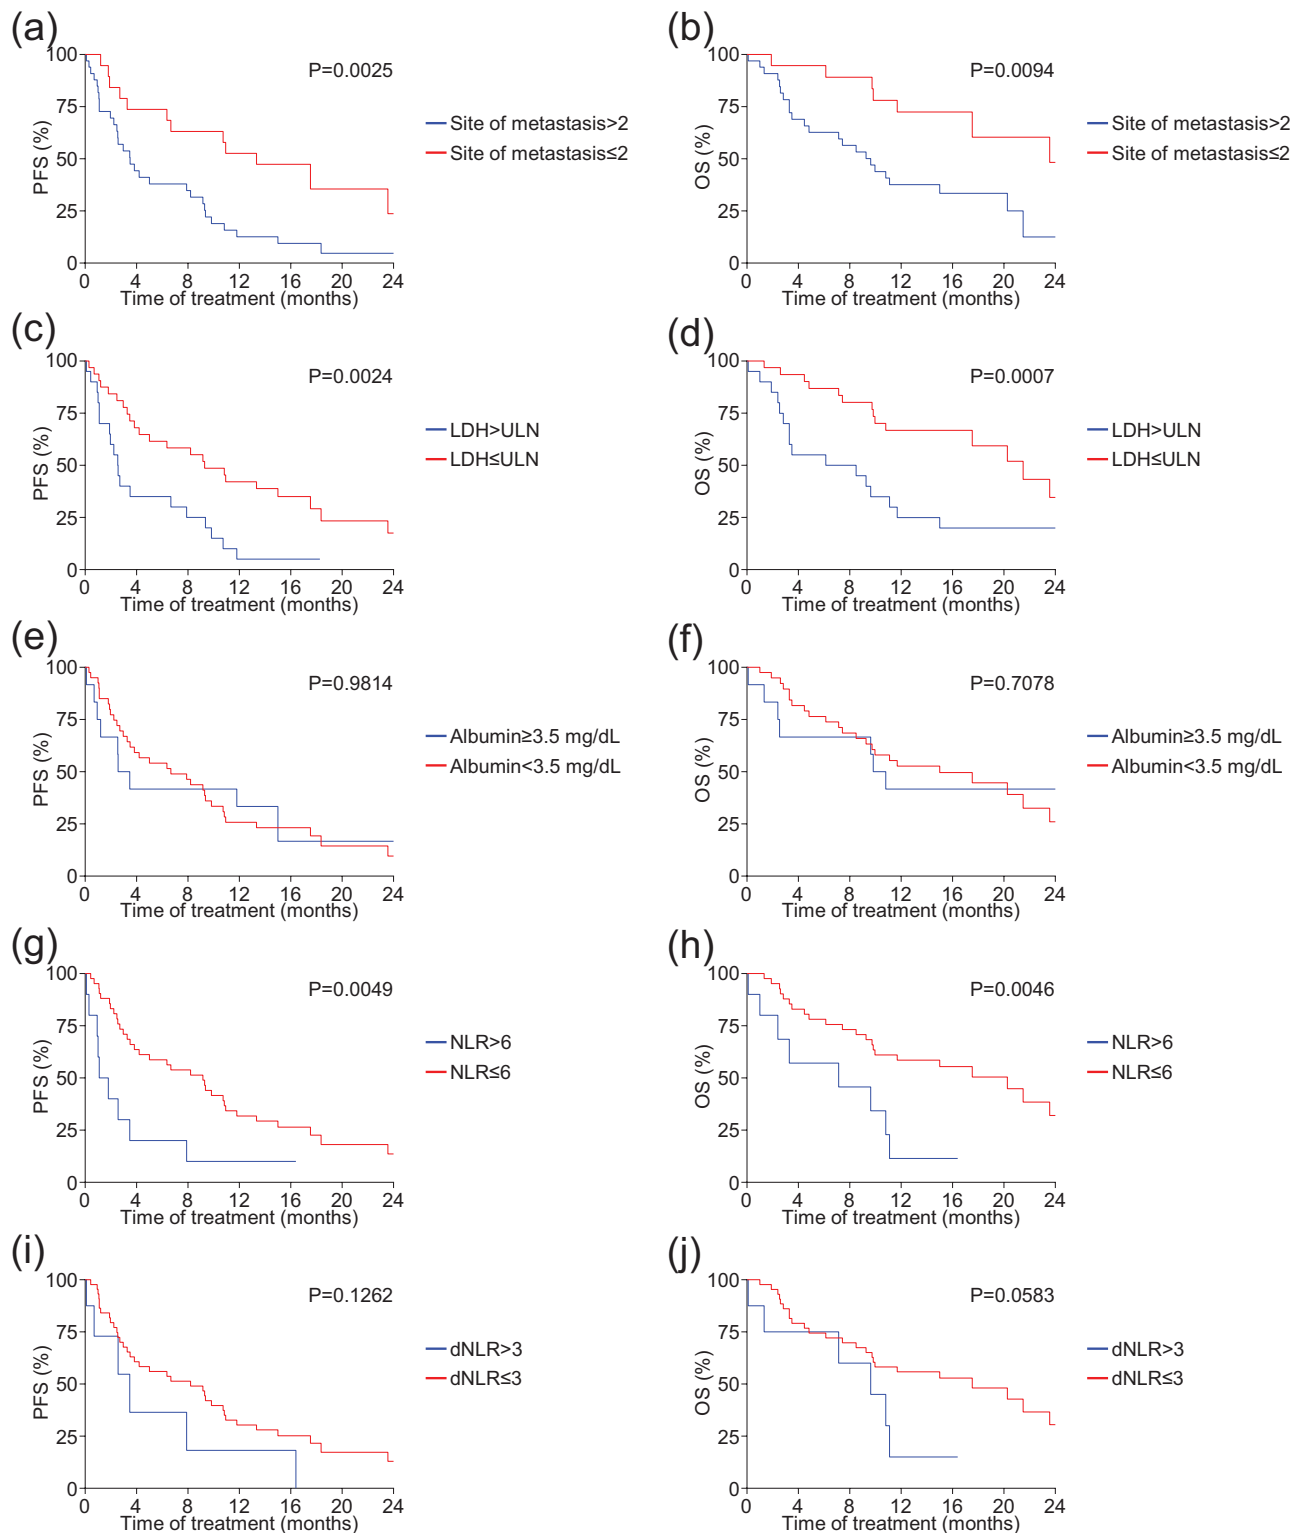 (a)
100
75
50
25
0
PFS (%)
P=0.0025
Site of metastasis>2
Site of metastasis≤2
0 4 8 12 16 20 24
Time of treatment (months)
(b)
100
75
50
25
0
OS (%)
P=0.0094
Site of metastasis>2
Site of metastasis≤2
0 4 8 12 16 20 24
Time of treatment (months)
(c)
100
75
50
25
0
PFS (%)
P=0.0024
LDH>ULN
LDH≤ULN
0 4 8 12 16 20 24
Time of treatment (months)
(d)
100
75
50
25
0
OS (%)
P=0.0007
LDH>ULN
LDH≤ULN
0 4 8 12 16 20 24
Time of treatment (months)
(e)
100
75
50
25
0
PFS (%)
P=0.9814
Albumin≥3.5 mg/dL
Albumin<3.5 mg/dL
0 4 8 12 16 20 24
Time of treatment (months)
(f)
100
75
50
25
0
OS (%)
P=0.7078
Albumin≥3.5 mg/dL
Albumin<3.5 mg/dL
0 4 8 12 16 20 24
Time of treatment (months)
(g)
100
75
50
25
0
PFS (%)
P=0.0049
NLR>6
NLR≤6
0 4 8 12 16 20 24
Time of treatment (months)
(h)
100
75
50
25
0
OS (%)
P=0.0046
NLR>6
NLR≤6
0 4 8 12 16 20 24
Time of treatment (months)
(i)
100
75
50
25
0
PFS (%)
P=0.1262
dNLR>3
dNLR≤3
0 4 8 12 16 20 24
Time of treatment (months)
(j)
100
75
50
25
0
OS (%)
P=0.0583
dNLR>3
dNLR≤3
0 4 8 12 16 20 24
Time of treatment (months)